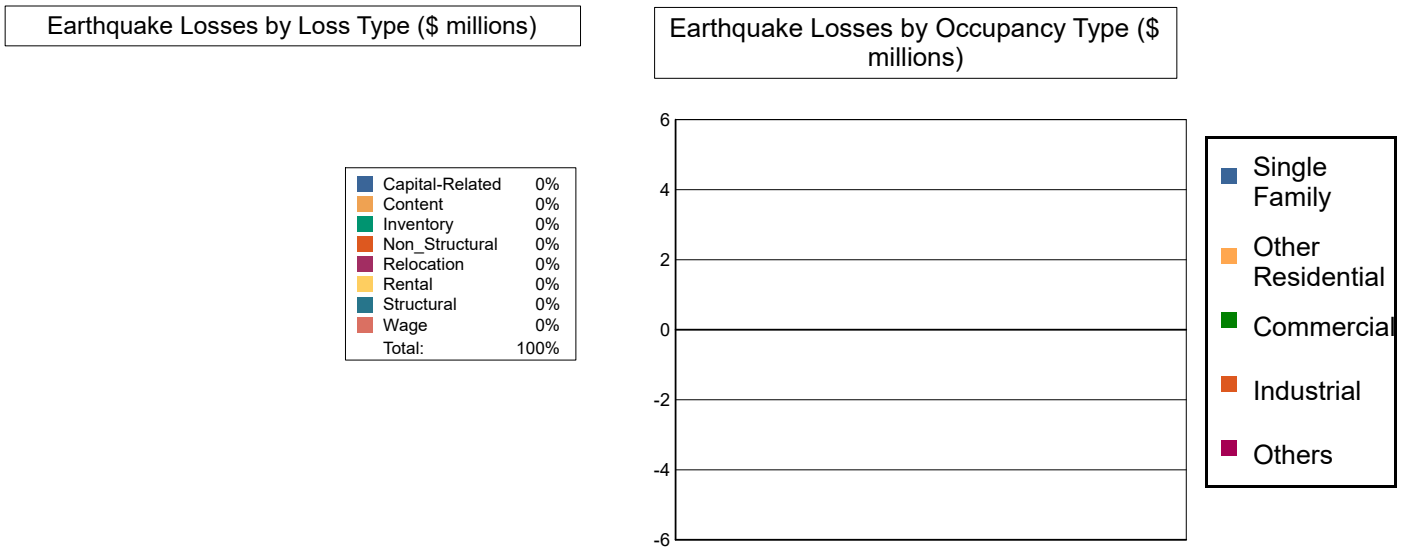 Earthquake Losses by Loss Type ($ millions)
Capital-Related 0%
Content 0%
Inventory 0%
Non_Structural 0%
Relocation 0%
Rental 0%
Structural 0%
Wage 0%
Total: 100%
Earthquake Losses by Occupancy Type ($
millions)
6
4
2
0
-2
-4
-6
Single
Family
Other
Residential
Commercial
Industrial
Others